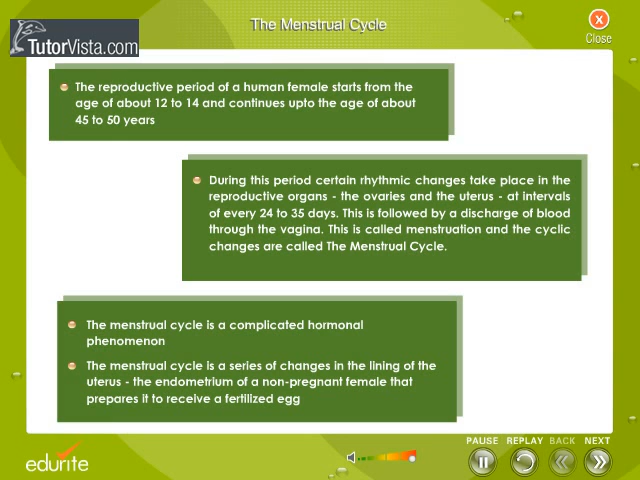 The Menstrual Cycle
x
Close
TutorVista.com
The reproductive period of a human female starts from the
age of about 12 to 14 and continues upto the age of about
45 to 50 years
During this period certain rhythmic changes take place in the
reproductive organs - the ovaries and the uterus - at intervals
of every 24 to 35 days. This is followed by a discharge of blood
through the vagina. This is called menstruation and the cyclic
changes are called The Menstrual Cycle.
The menstrual cycle is a complicated hormonal
phenomenon
The menstrual cycle is a series of changes in the lining of the
uterus - the endometrium of a non-pregnant female that
prepares it to receive a fertilized egg
PAUSE REPLAY BACK NEXT
edurite